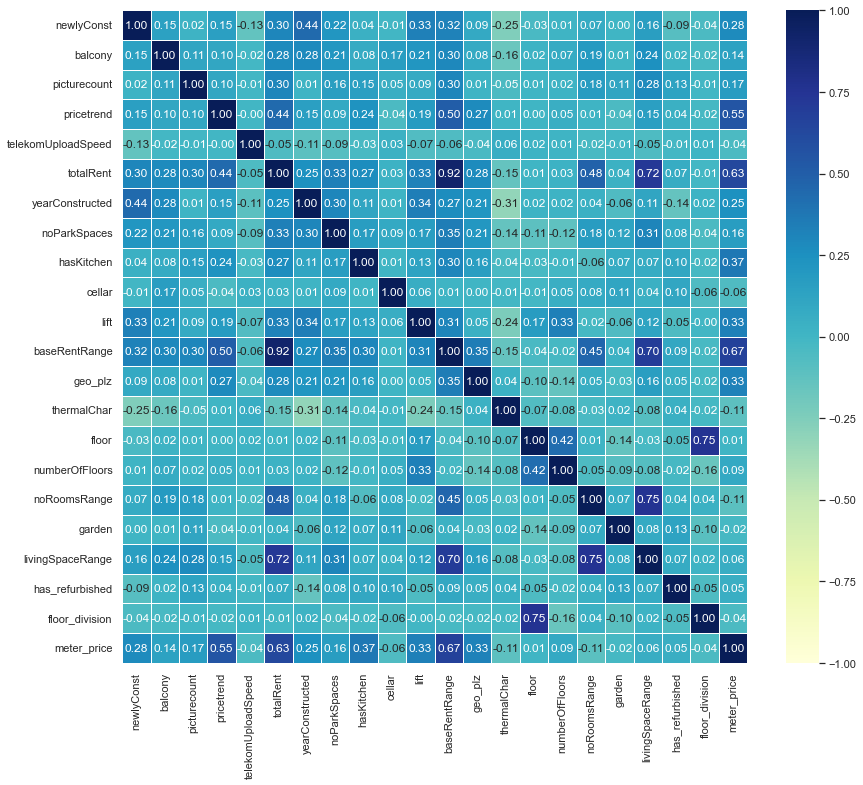 newlyConst 1.00 0.15 0.02 0.15 -0.13 0.30 0.44 0.22 0.04 -0.01 0.33 0.32 0.09 -0.25 -0.03 0.01 0.07 0.00 0.16 -0.09 -0.04 0.28
balcony 0.15 1.00 0.11 0.10 -0.02 0.28 0.28 0.21 0.08 0.17 0.21 0.30 0.08 -0.16 0.02 0.07 0.19 0.01 0.24 0.02 -0.02 0.14
picturecount 0.02 0.11 1.00 0.10 -0.01 0.30 0.01 0.16 0.15 0.05 0.09 0.30 0.01 -0.05 0.01 0.02 0.18 0.11 0.28 0.13 -0.01 0.17
pricetrend 0.15 0.10 0.10 1.00 -0.00 0.44 0.15 0.09 0.24 -0.04 0.19 0.50 0.27 0.01 0.00 0.05 0.01 -0.04 0.15 0.04 -0.02 0.55
telekomUploadSpeed -0.13 -0.02 -0.01 -0.00 1.00 -0.05 -0.11 -0.09 -0.03 0.03 -0.07 -0.06 -0.04 0.06 0.02 0.01 -0.02 -0.01 -0.05 -0.01 0.01 -0.04
totalRent 0.30 0.28 0.30 0.44 -0.05 1.00 0.25 0.33 0.27 0.03 0.33 0.92 0.28 -0.15 0.01 0.03 0.48 0.01 0.72 0.07 -0.01 0.63
yearConstructed 0.44 0.28 0.01 0.15 -0.11 0.25 1.00 0.30 0.11 0.01 0.34 0.27 0.21 -0.31 0.02 0.02 0.04 -0.06 0.11 -0.14 0.02 0.25
noParkSpaces 0.22 0.21 0.16 0.09 -0.09 0.33 0.30 1.00 0.17 0.09 0.17 0.35 0.21 -0.14 -0.11 -0.12 0.18 0.12 0.31 0.08 -0.04 0.16
hasKitchen 0.04 0.08 0.15 0.24 -0.03 0.27 0.11 0.17 1.00 0.01 0.13 0.30 0.16 -0.04 -0.02 -0.01 -0.06 0.07 0.07 0.10 -0.02 0.37
cellar -0.01 0.17 0.05 -0.04 0.03 0.03 0.01 0.09 0.01 1.00 0.06 0.01 0.00 -0.01 -0.01 0.05 0.08 0.11 0.04 0.10 -0.06 -0.06
lift 0.33 0.21 0.09 0.19 -0.07 0.33 0.34 0.17 0.13 0.06 1.00 0.31 0.05 -0.24 0.17 0.33 -0.02 -0.06 0.12 -0.05 -0.00 0.33
baseRentRange 0.32 0.30 0.30 0.50 -0.06 0.92 0.27 0.35 0.30 0.01 0.31 1.00 0.35 -0.15 -0.04 -0.02 0.45 0.04 0.70 0.09 -0.02 0.67
geo_plz 0.09 0.08 0.01 0.27 -0.04 0.28 0.21 0.21 0.16 0.00 0.05 0.35 1.00 0.04 -0.10 -0.14 0.05 -0.03 0.16 0.05 -0.02 0.33
thermalChar -0.25 -0.16 -0.05 0.01 0.06 -0.15 -0.31 -0.14 -0.04 -0.01 -0.24 -0.15 0.04 1.00 -0.07 -0.08 -0.03 0.02 -0.08 0.04 -0.02 -0.11
floor -0.03 0.02 0.01 0.00 0.02 0.01 0.02 -0.11 -0.02 -0.01 0.17 -0.04 -0.10 -0.07 1.00 0.42 0.01 -0.14 -0.03 -0.05 0.75 0.01
numberOfFloors 0.01 0.07 0.02 0.05 0.01 0.03 0.02 -0.12 -0.01 0.05 0.33 -0.02 -0.14 -0.08 0.42 1.00 -0.05 -0.09 -0.08 -0.02 -0.16 0.09
noRoomsRange 0.07 0.19 0.18 0.01 -0.02 0.48 0.04 0.18 -0.06 0.08 -0.02 0.45 0.05 -0.03 0.01 -0.05 1.00 0.07 0.75 0.04 0.04 -0.11
garden 0.00 0.01 0.11 -0.04 -0.01 0.01 -0.06 0.12 0.07 0.11 -0.06 0.04 -0.03 0.02 -0.14 -0.09 0.07 1.00 0.08 0.13 -0.10 -0.02
livingSpaceRange 0.16 0.24 0.28 0.15 -0.05 0.72 0.11 0.31 0.07 0.04 0.12 0.70 0.16 -0.08 -0.03 -0.08 0.75 0.08 1.00 0.07 0.02 0.06
has_refurbished -0.09 0.02 0.13 0.04 -0.01 0.07 -0.14 0.08 0.10 0.10 -0.05 0.09 0.05 0.04 -0.05 -0.02 0.04 0.13 0.07 1.00 -0.05 0.05
floor_division -0.04 -0.02 -0.01 -0.02 0.01 -0.01 0.02 -0.04 -0.02 -0.06 -0.00 -0.02 -0.02 -0.02 0.75 -0.16 0.04 -0.10 0.02 -0.05 1.00 -0.04
meter_price 0.28 0.14 0.17 0.55 -0.04 0.63 0.25 0.16 0.37 -0.06 0.33 0.67 0.33 -0.11 0.01 0.09 -0.11 -0.02 0.06 0.05 -0.04 1.00
newlyConst balcony picturecount pricetrend telekomUploadSpeed totalRent yearConstructed noParkSpaces hasKitchen cellar lift baseRentRange geo_plz thermalChar floor numberOfFloors noRoomsRange garden livingSpaceRange has_refurbished floor_division meter_price
1.00
0.75
0.50
0.25
0.00
−0.25
−0.50
−0.75
−1.00